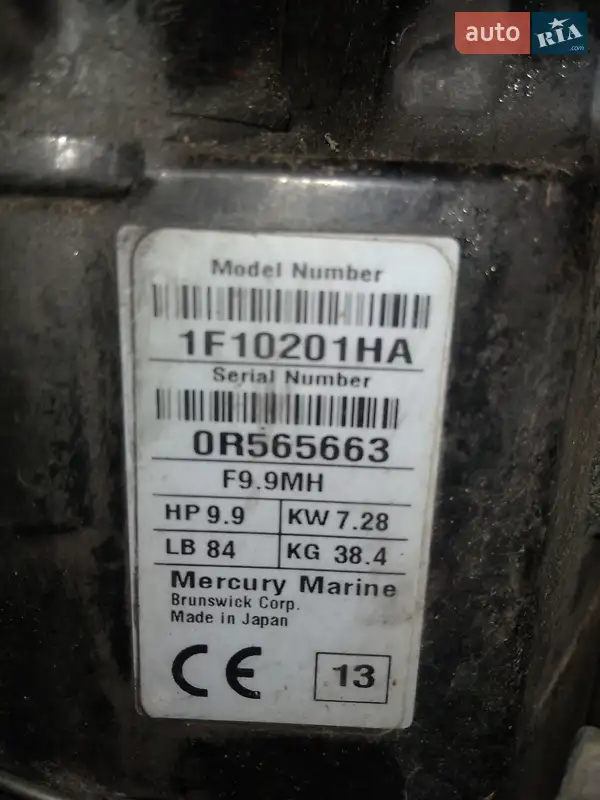 auto RIA .com
Model Number
1F10201HA
Serial Number
0R565663
F9.9MH
HP 9.9 KW 7.28
LB 84 KG 38.4
Mercury Marine
Brunswick Corp.
Made in Japan
CE 13